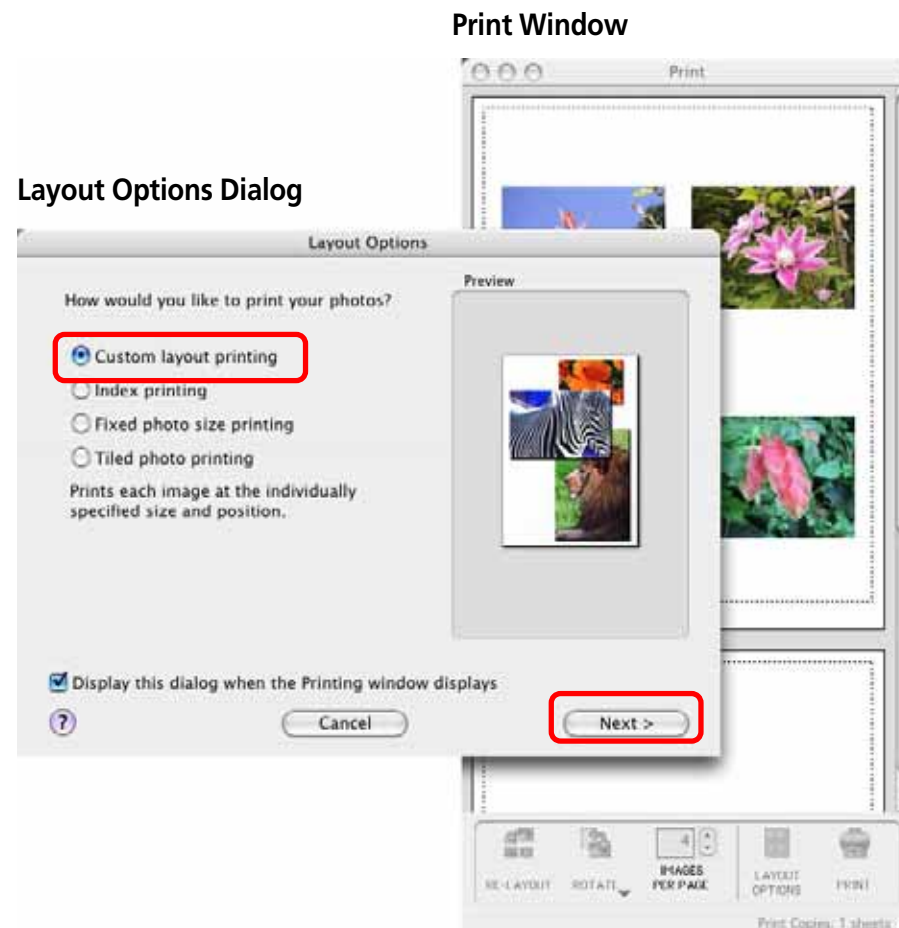 Print Window
Print
Layout Options Dialog
Layout Options
How would you like to print your photos?
Preview
Custom layout printing
Index printing
Fixed photo size printing
Tiled photo printing
Prints each image at the individually
specified size and position.
Display this dialog when the Printing window displays
?
Cancel
Next >
RE-LAYOUT
ROTATE
4
IMAGES
PER PAGE
LAYOUT
OPTIONS
PRINT
Print Copies: 1 sheets